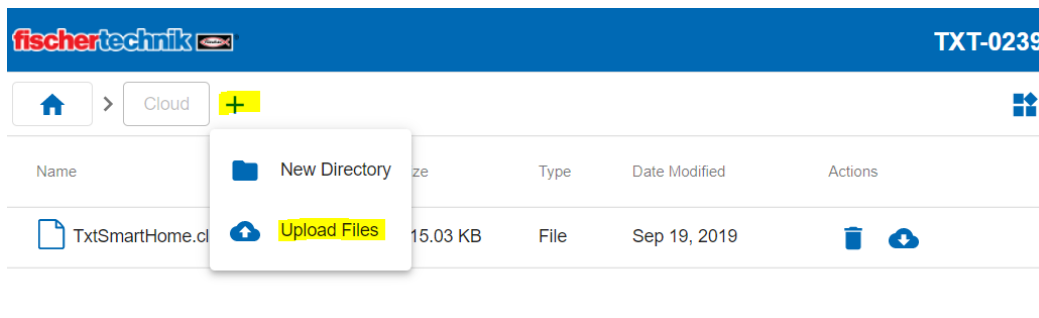 fischertechnik
TXT-0239
Cloud
New Directory
Upload Files
Name
ze
Type
Date Modified
Actions
TxtSmartHome.cl
15.03 KB
File
Sep 19, 2019